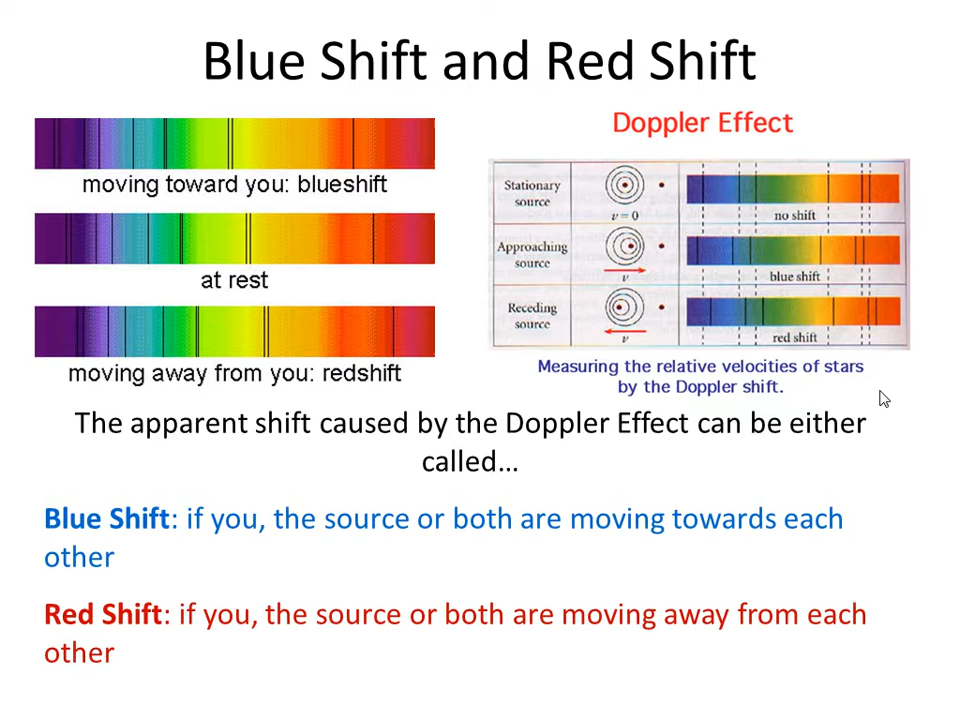 Blue Shift and Red Shift
moving toward you: blueshift
at rest
moving away from you: redshift
Doppler Effect
Stationary
source
ν = 0
no shift
Approaching
source
ν
blue shift
Receding
source
ν
red shift
Measuring the relative velocities of stars
by the Doppler shift.
The apparent shift caused by the Doppler Effect can be either
called...
Blue Shift: if you, the source or both are moving towards each
other
Red Shift: if you, the source or both are moving away from each
other